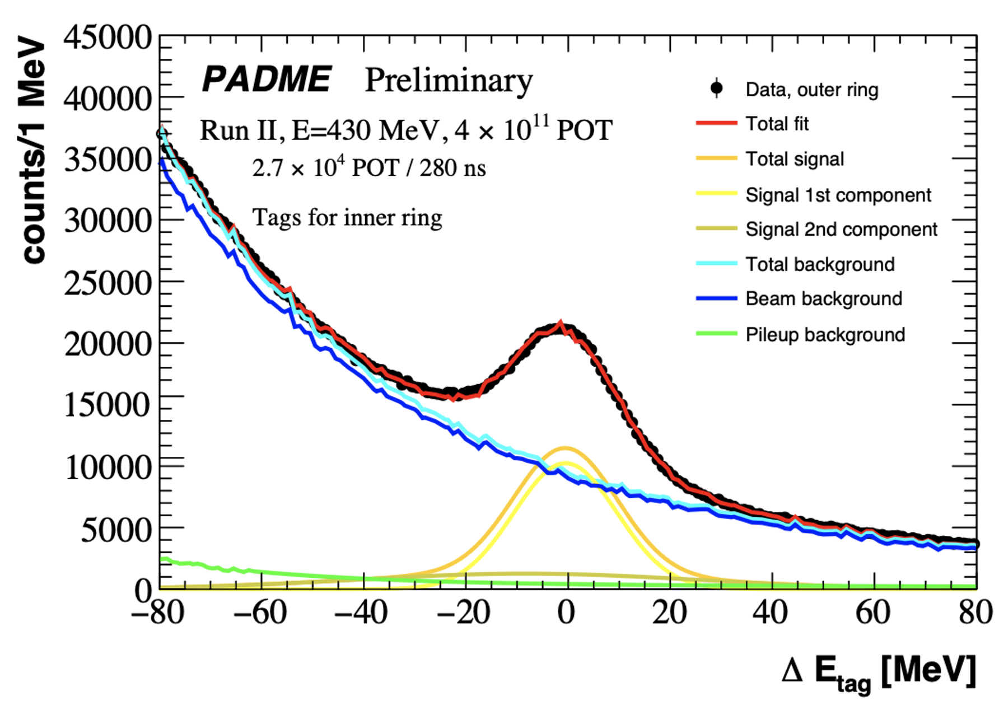 45000
40000
35000
30000
25000
20000
15000
10000
5000
0
counts/1 MeV
PADME Preliminary
Run II, E=430 MeV, 4 × 10¹¹ POT
2.7 × 10⁴ POT / 280 ns
Tags for inner ring
Data, outer ring
Total fit
Total signal
Signal 1st component
Signal 2nd component
Total background
Beam background
Pileup background
−80 −60 −40 −20 0 20 40 60 80
Δ E_tag [MeV]